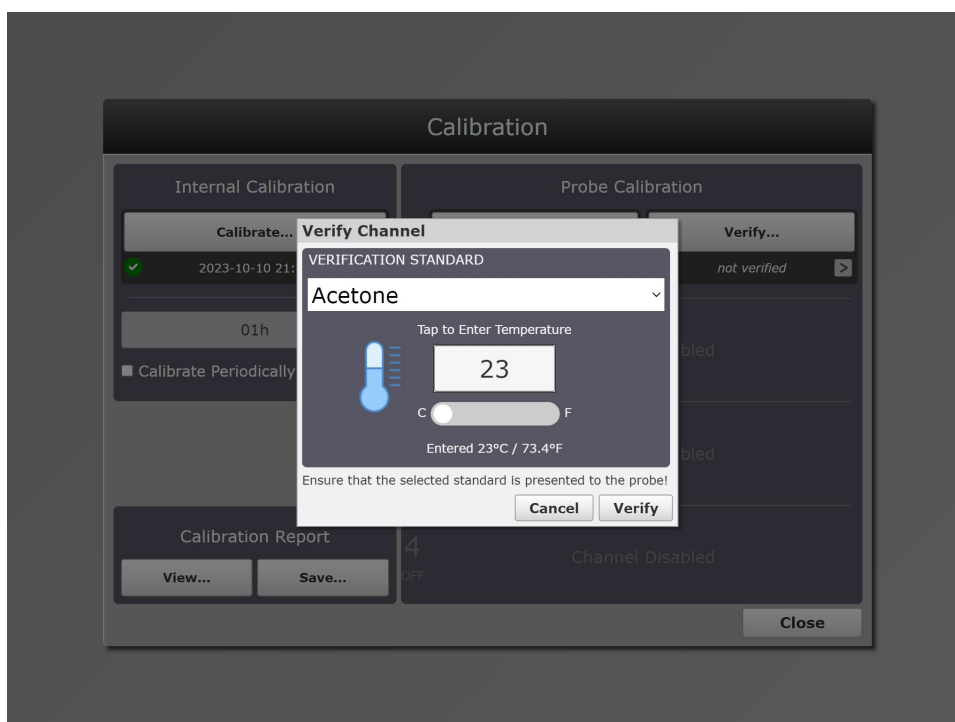 Calibration
Internal Calibration
Probe Calibration
Calibrate...
Verify...
2023-10-10 21:
not verified
01h
Calibrate Periodically
Verify Channel
VERIFICATION STANDARD
Acetone
Tap to Enter Temperature
23
C F
Entered 23ºC / 73.4ºF
Ensure that the selected standard is presented to the probe!
Cancel Verify
bled
bled
Calibration Report
View... Save...
4
OFF
Channel Disabled
Close